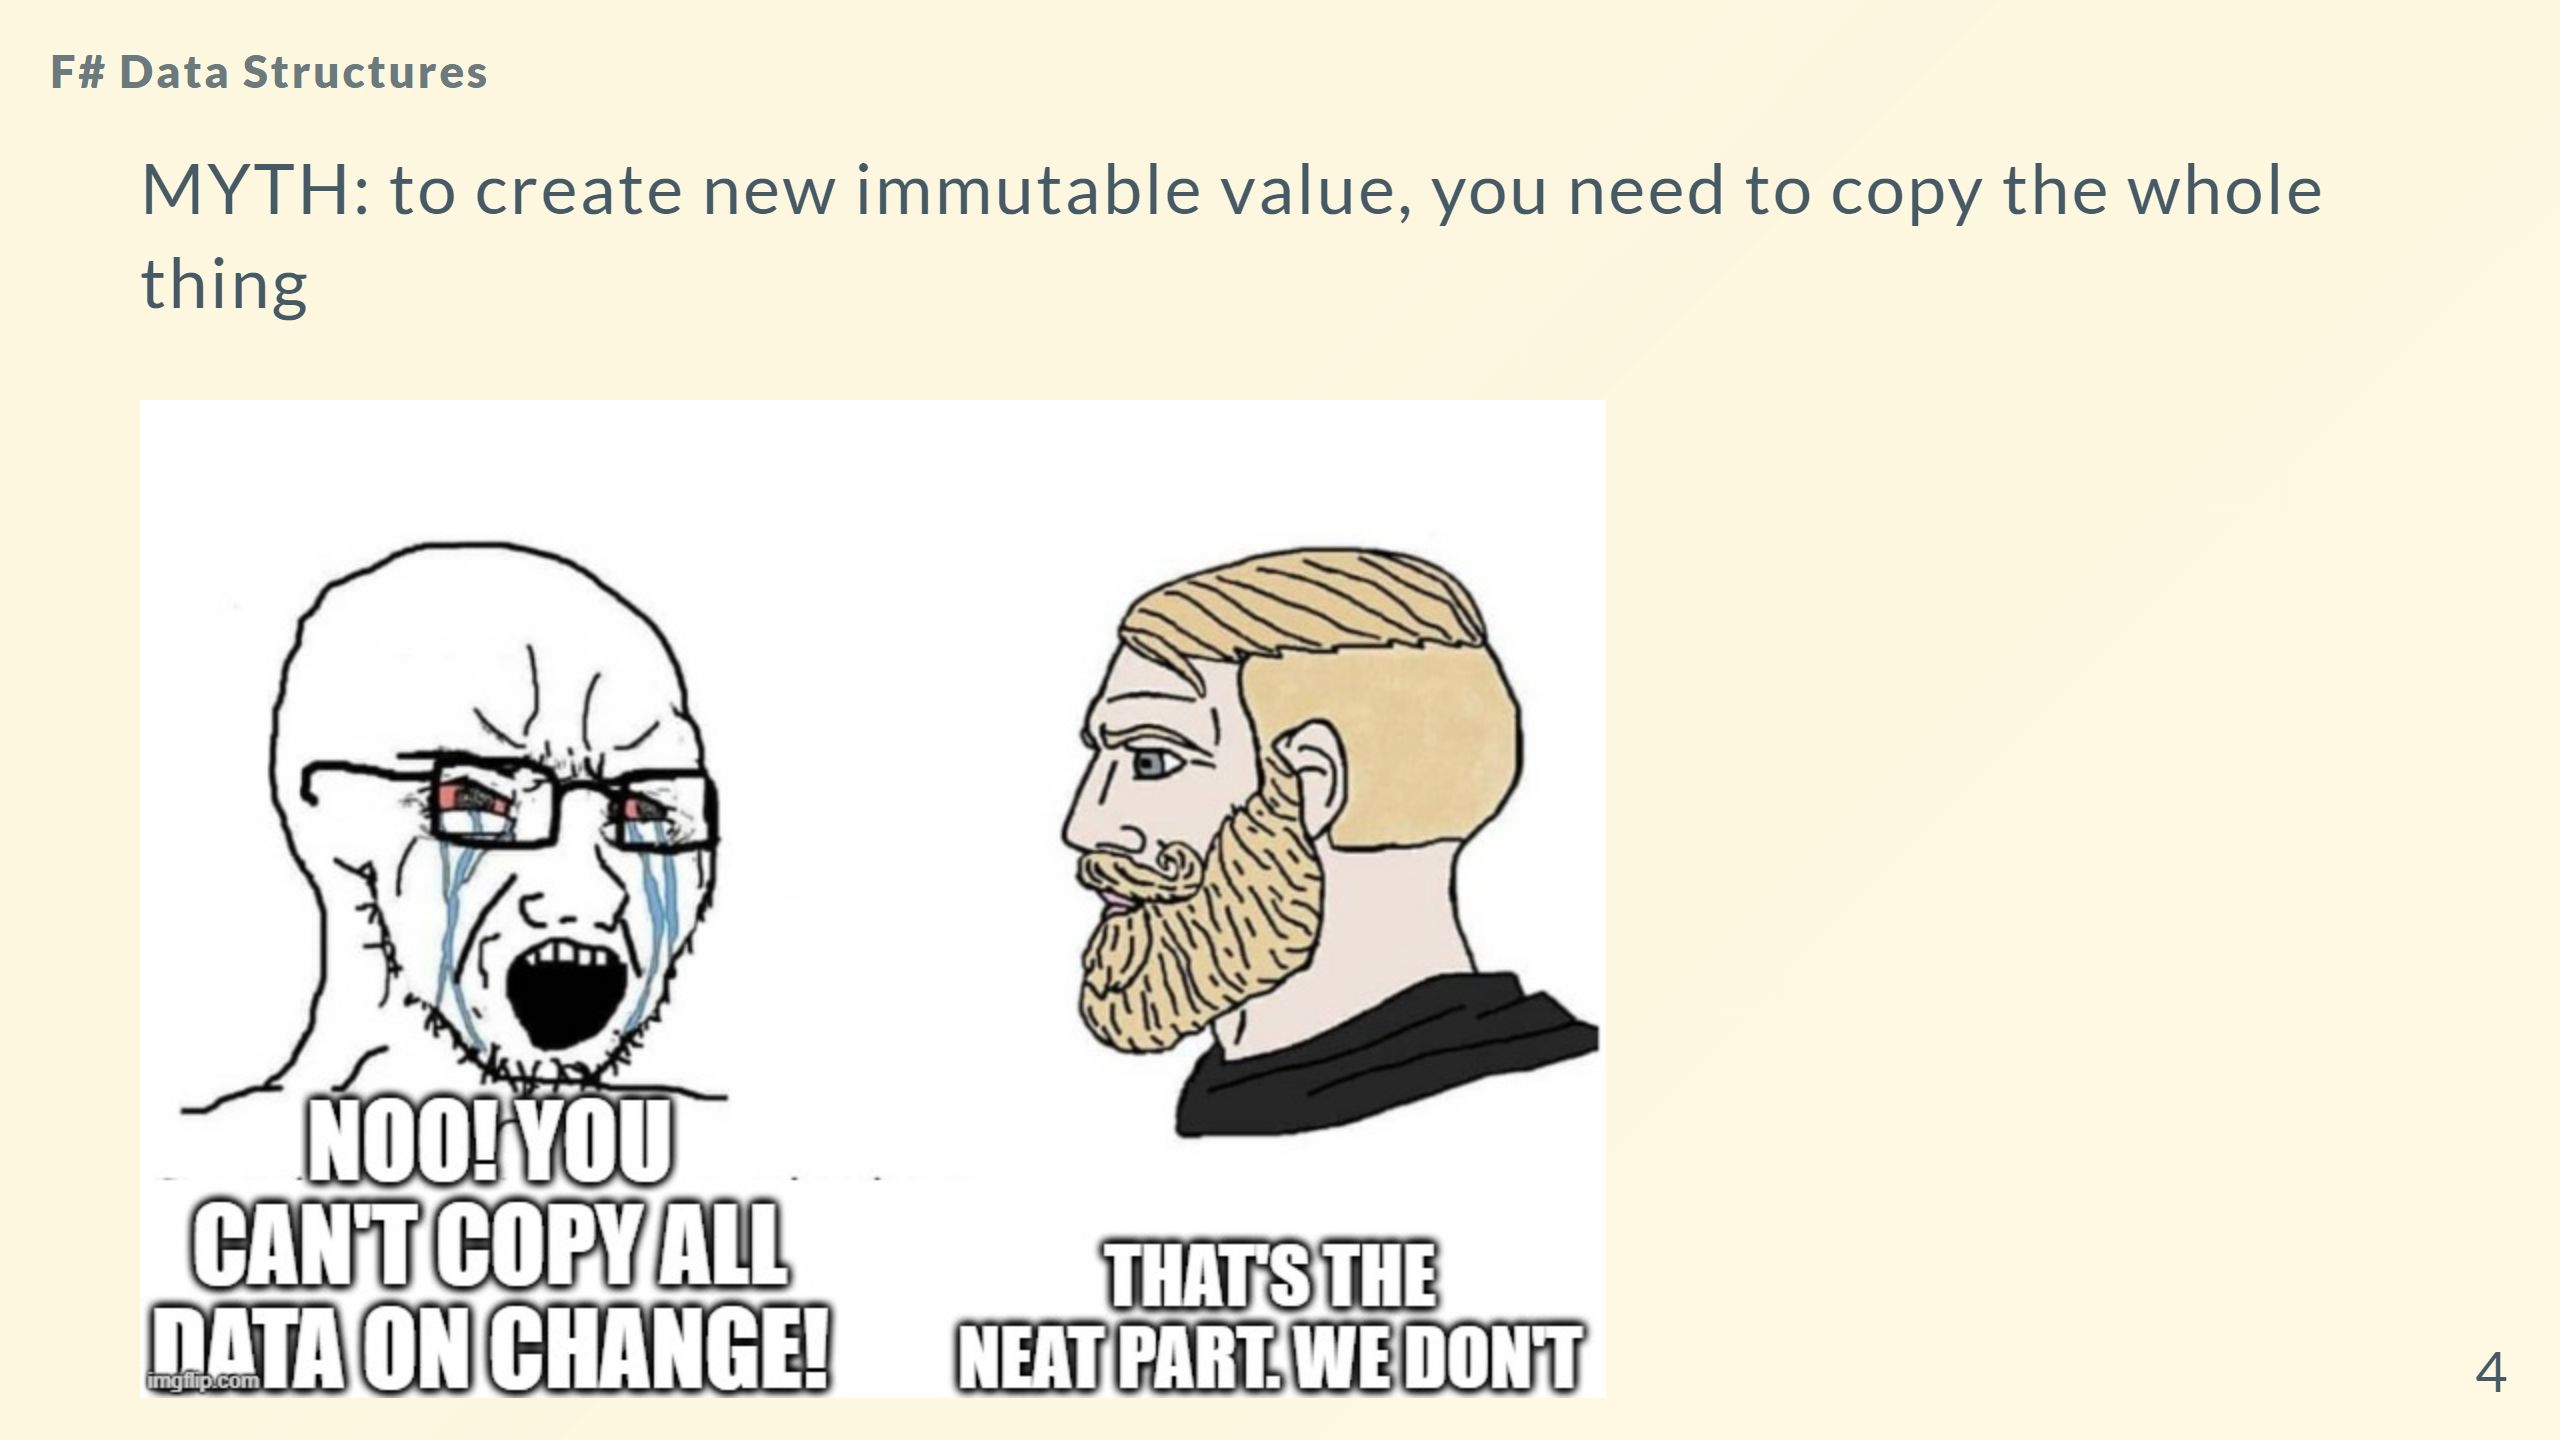 F# Data Structures
MYTH: to create new immutable value, you need to copy the whole
thing
NOO! YOU
CAN'T COPY ALL
DATA ON CHANGE!
THAT'S THE
NEAT PART. WE DON'T
imgflip.com
4